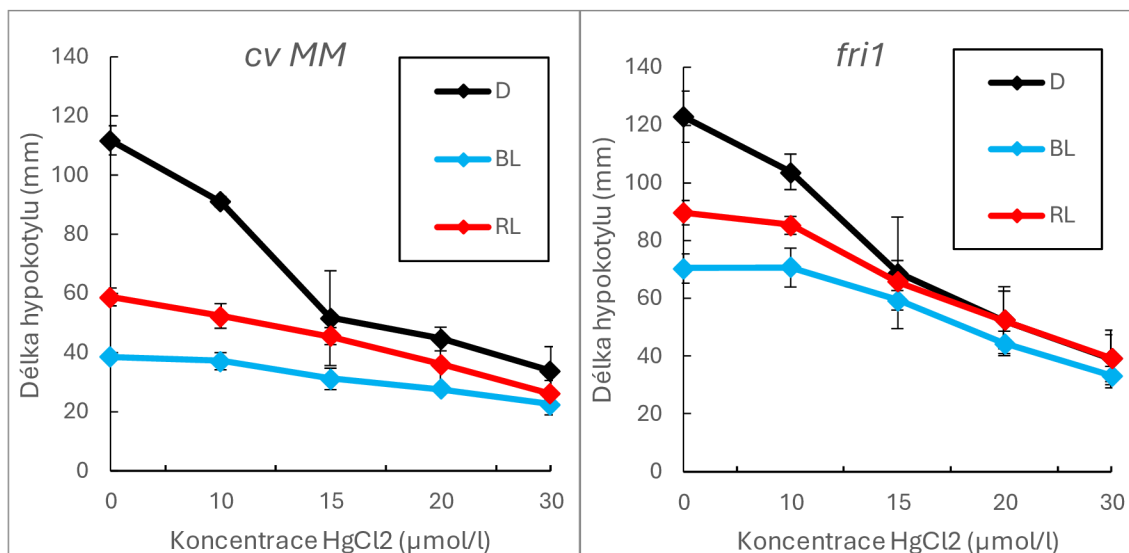 cv MM
Délka hypokotylu (mm)
140
120
100
80
60
40
20
0
D
BL
RL
0 10 15 20 30
Koncentrace HgCl2 (µmol/l)
fri1
Délka hypokotylu (mm)
140
120
100
80
60
40
20
0
D
BL
RL
0 10 15 20 30
Koncentrace HgCl2 (µmol/l)